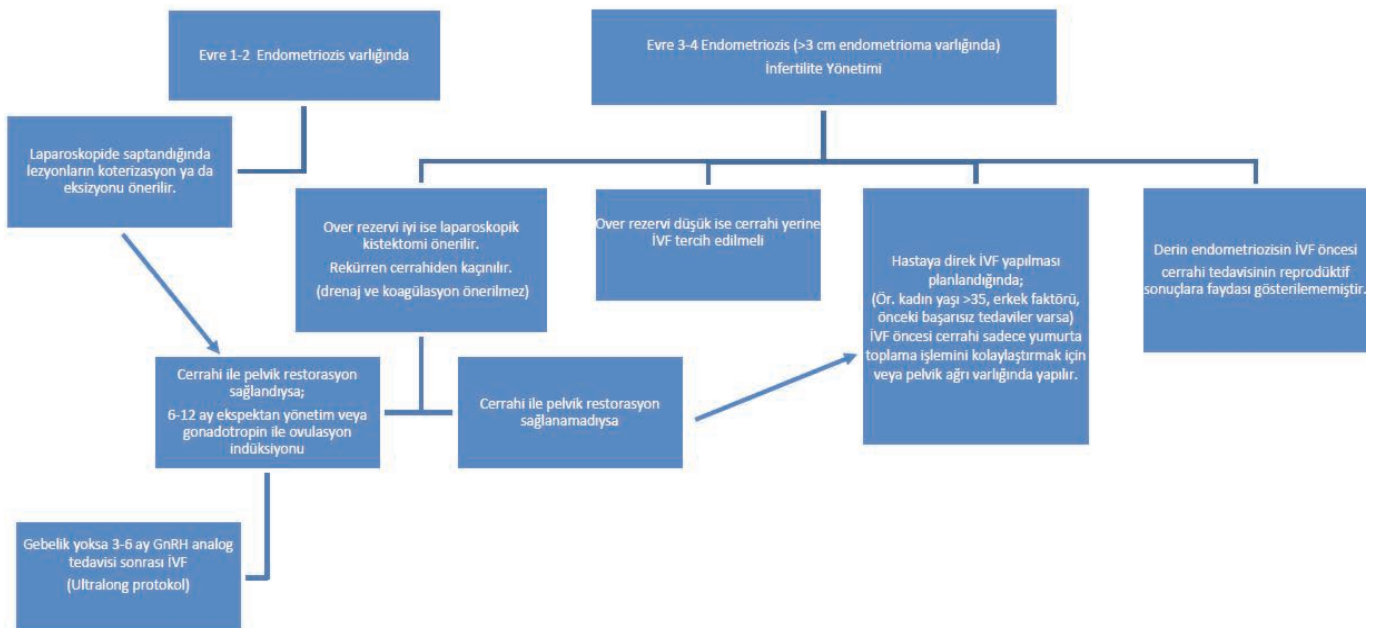 Evre 1-2 Endometriozis varlığında
Evre 3-4 Endometriozis (>3 cm endometrioma varlığında)
İnfertilite Yönetimi
Laparoskopide saptandığında
lezyonların koterizasyon ya da
eksizyonu önerilir.
Over rezervi iyi ise laparoskopik
kistektomi önerilir.
Rekürren cerrahiden kaçınılır.
(drenaj ve koagülasyon önerilmez)
Over rezervi düşük ise cerrahi yerine
İVF tercih edilmeli
Hastaya direk İVF yapılması
planlandığında;
(Ör. kadın yaşı >35, erkek faktörü,
önceki başarısız tedaviler varsa)
İVF öncesi cerrahi sadece yumurta
toplama işlemini kolaylaştırmak için
veya pelvik ağrı varlığında yapılır.
Derin endometriozisin İVF öncesi
cerrahi tedavisinin reprodüktif
sonuçlara faydası gösterilememiştir.
Cerrahi ile pelvik restorasyon
sağlandıysa;
6-12 ay ekspektan yönetim veya
gonadotropin ile ovulasyon
indüksiyonu
Cerrahi ile pelvik restorasyon
sağlanamadıysa
Gebelik yoksa 3-6 ay GnRH analog
tedavisi sonrası İVF
(Ultralong protokol)